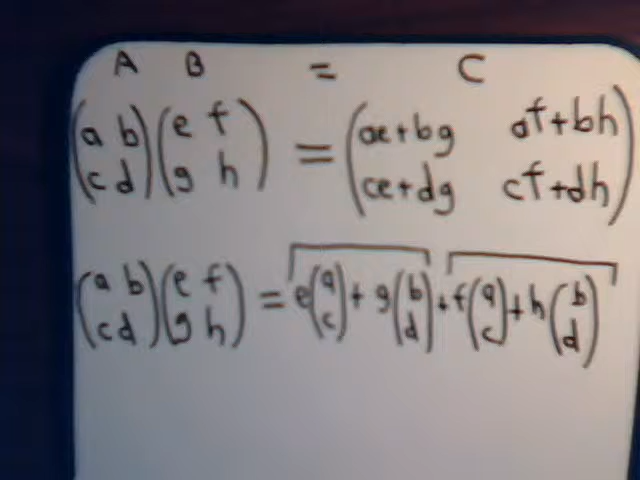 A B = C
(a b
c d)(e f
g h) = (ae+bg af+bh
ce+dg cf+dh)
(a b
c d)(e f
g h) = e(a
c) + g(b
d) + f(a
c) + h(b
d)